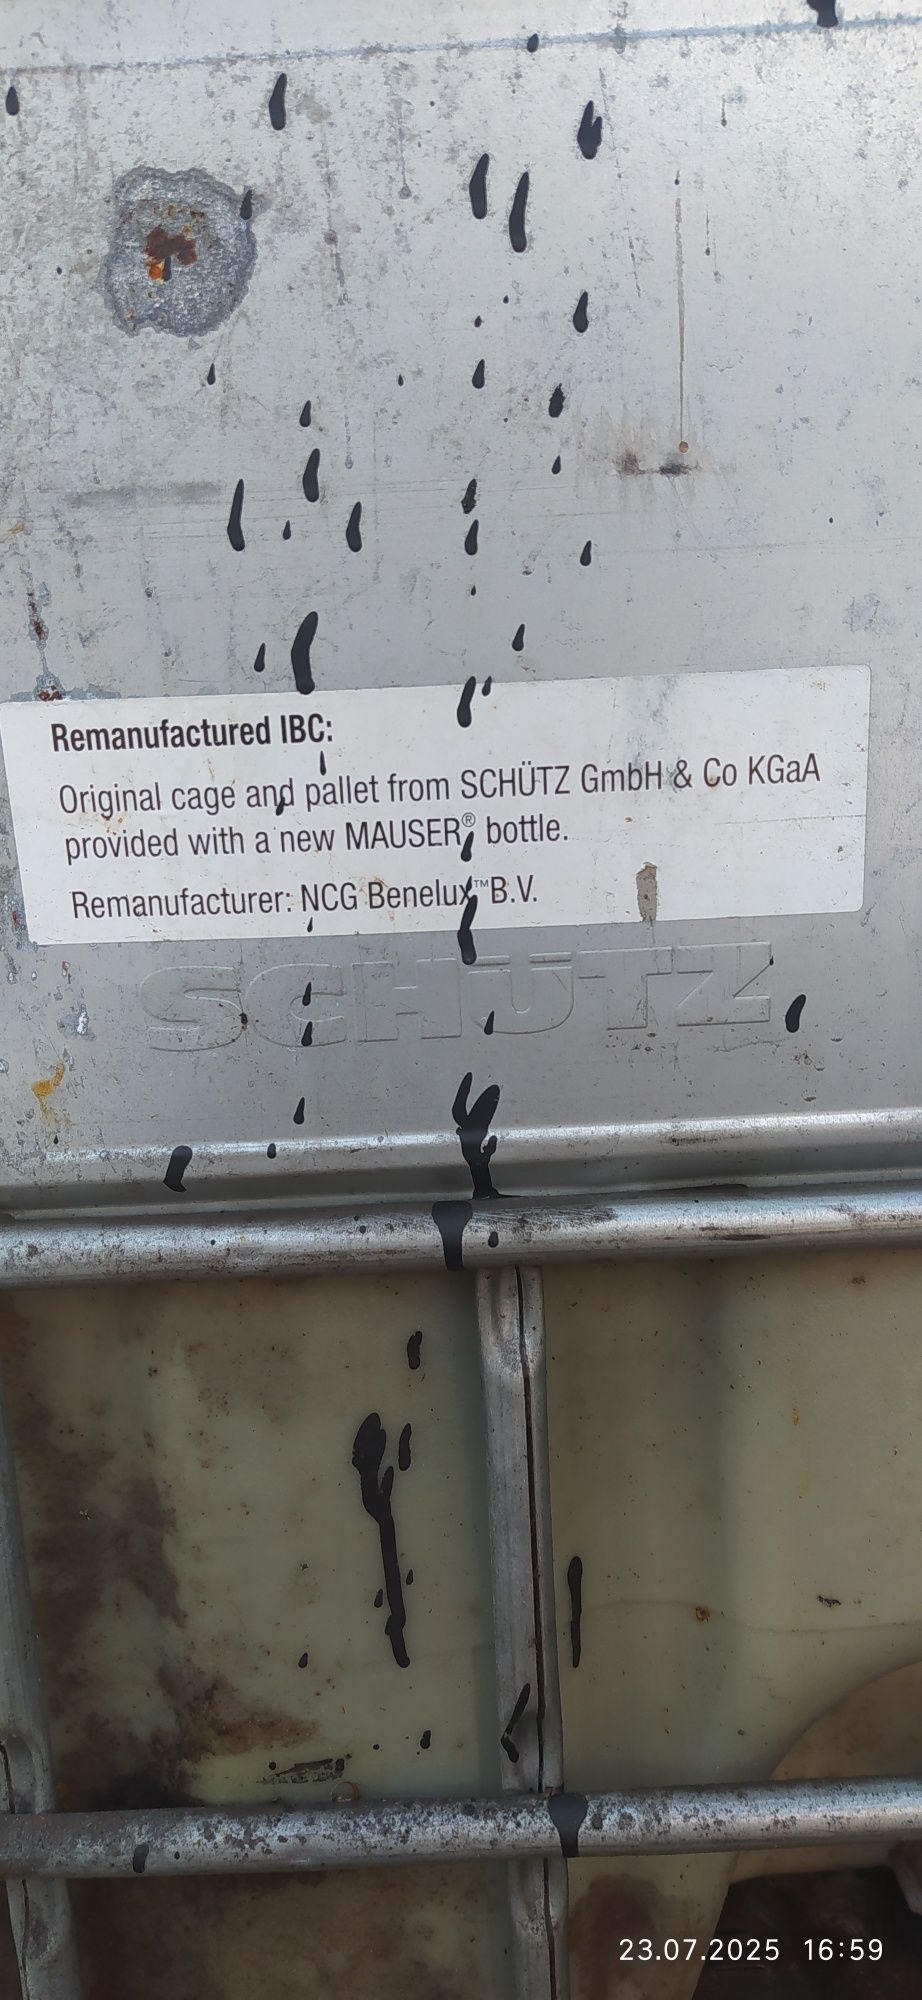 Remanufactured IBC:
Original cage and pallet from SCHÜTZ GmbH & Co KGaA
provided with a new MAUSER® bottle.
Remanufacturer: NCG Benelux™ B.V.
SCHÜTZ
23.07.2025 16:59